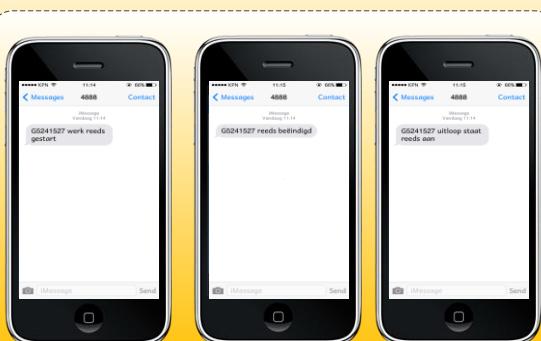 KPN 11:14 66%
Messages 4888 Contact
iMessage
Vandaag 11:14
G5241527 werk reeds
gestart
iMessage Send
KPN 11:15 66%
Messages 4888 Contact
iMessage
Vandaag 11:14
G5241527 reeds beëindigd
iMessage Send
KPN 11:15 66%
Messages 4888 Contact
iMessage
Vandaag 11:14
G5241527 uitloop staat
reeds aan
iMessage Send